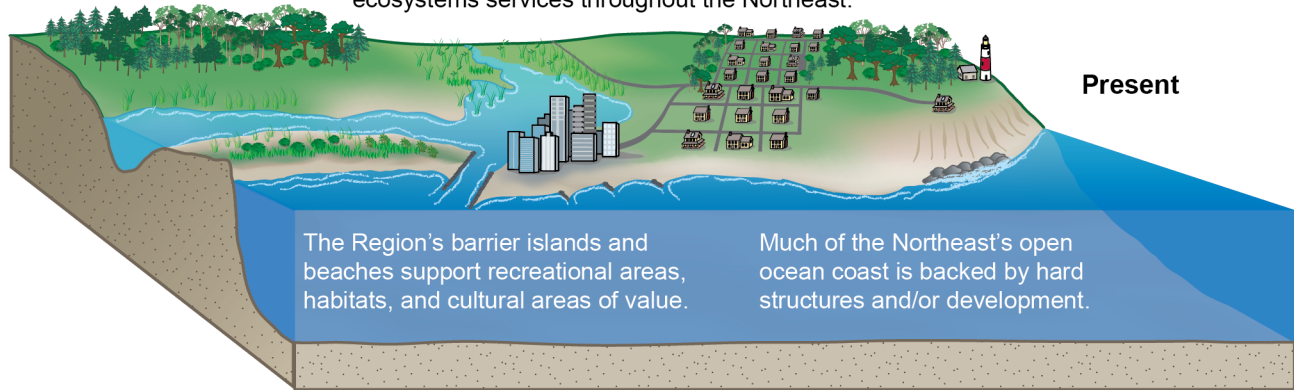 ecosystems services throughout the Northeast.
Present
The Region’s barrier islands and
beaches support recreational areas,
habitats, and cultural areas of value.
Much of the Northeast’s open
ocean coast is backed by hard
structures and/or development.